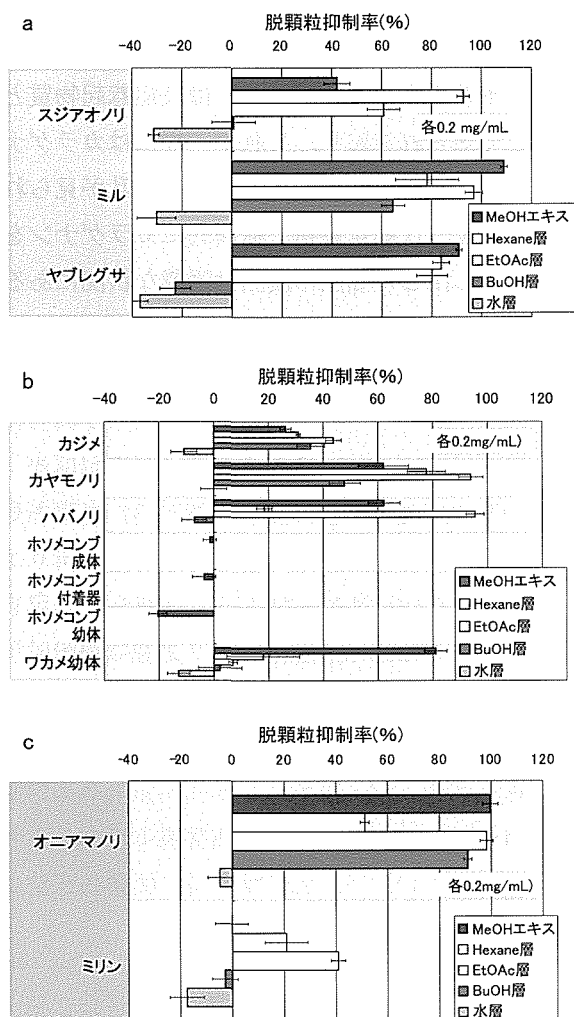 a
脱顆粒抑制率(%)
-40 -20 0 20 40 60 80 100 120
スジアオノリ
各0.2 mg/mL
ミル
ヤブレグサ
MeOHエキス
Hexane層
EtOAc層
BuOH層
水層
b
脱顆粒抑制率(%)
-40 -20 0 20 40 60 80 100 120
カジメ
各0.2mg/mL)
カヤモノリ
ハバノリ
ホソメコンブ
成体
ホソメコンブ
付着器
ホソメコンブ
幼体
ワカメ幼体
MeOHエキス
Hexane層
EtOAc層
BuOH層
水層
c
脱顆粒抑制率(%)
-40 -20 0 20 40 60 80 100 120
オニアマノリ
各0.2mg/mL)
ミリン
MeOHエキス
Hexane層
EtOAc層
BuOH層
水層